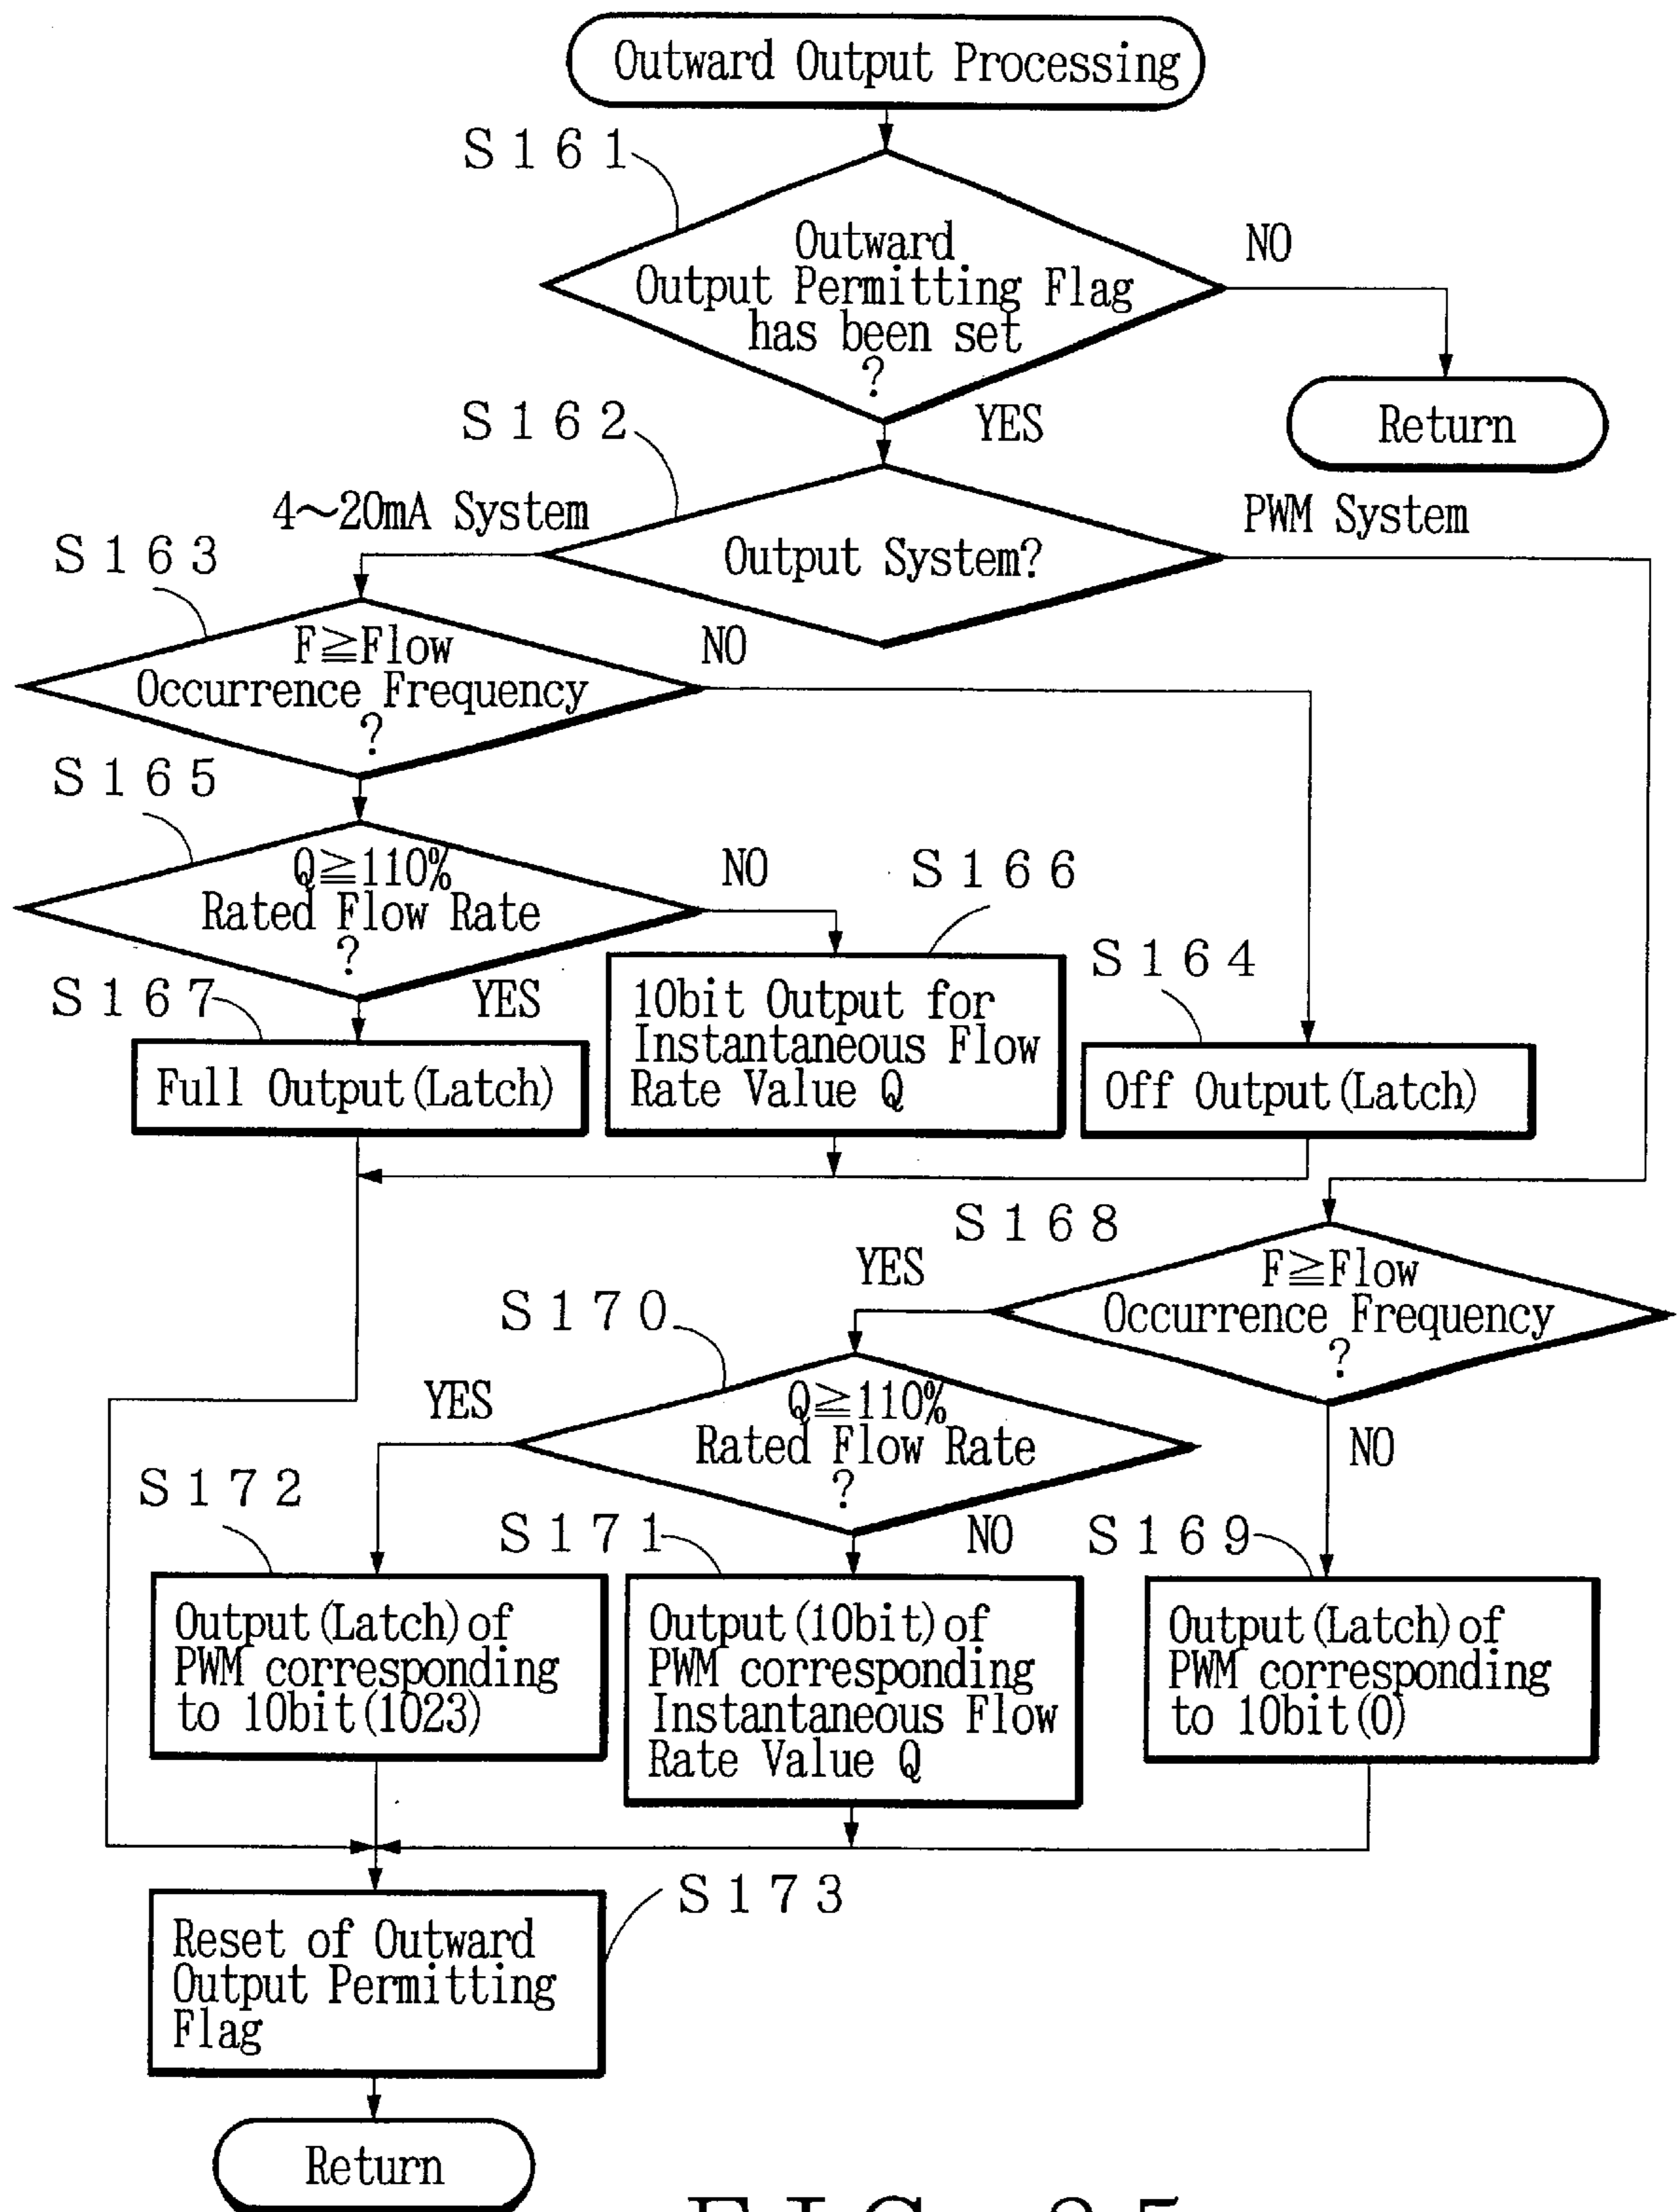 Outward Output Processing
S161
Outward
Output Permitting Flag
has been set
?
NO
Return
YES
S162
4~20mA System
Output System?
PWM System
S163
F≧Flow
Occurrence Frequency
?
NO
S165
Q≧110%
Rated Flow Rate
?
NO
S166
S164
S167
YES
10bit Output for
Instantaneous Flow
Rate Value Q
Full Output(Latch)
Off Output(Latch)
S168
F≧Flow
Occurrence Frequency
?
YES
S170
Q≧110%
Rated Flow Rate
?
YES
NO
S172
S171
NO
S169
Output(Latch)of
PWM corresponding
to 10bit(1023)
Output(10bit)of
PWM corresponding
Instantaneous Flow
Rate Value Q
Output(Latch)of
PWM corresponding
to 10bit(0)
S173
Reset of Outward
Output Permitting
Flag
Return